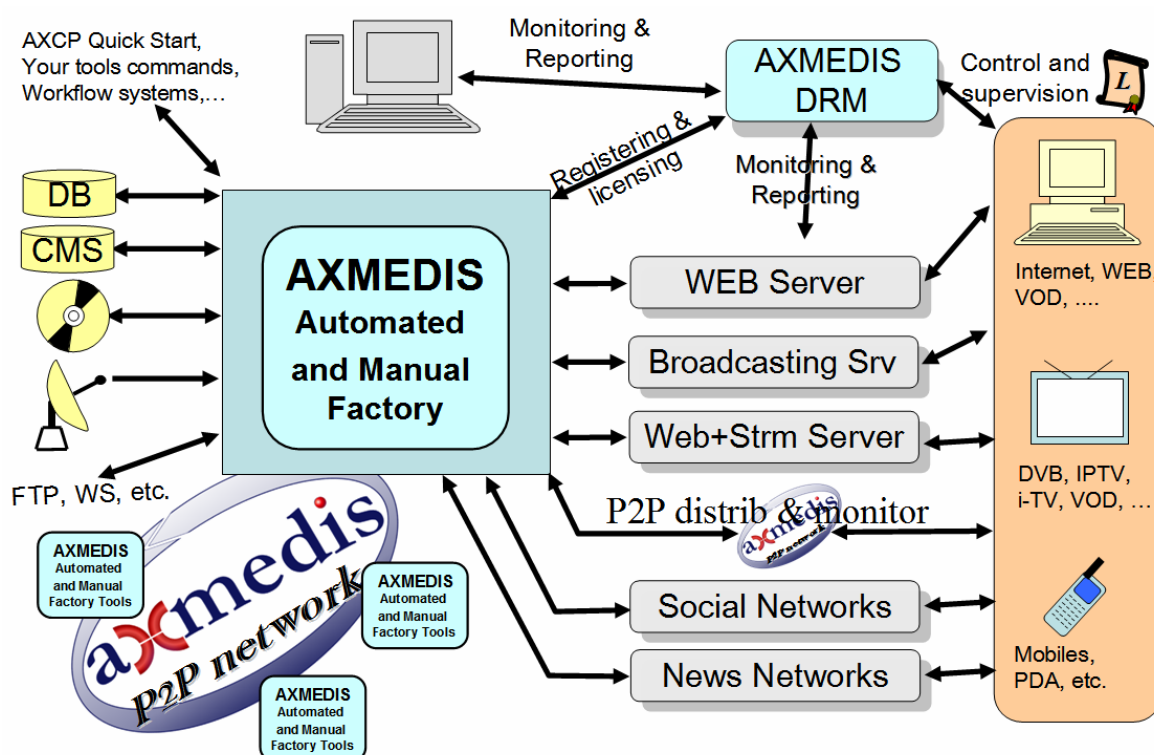 AXCP Quick Start,
Your tools commands,
Workflow systems,…
Monitoring &
Reporting
AXMEDIS
DRM
Control and
supervision
L
Registering &
licensing
Monitoring &
Reporting
DB
CMS
AXMEDIS
Automated
and Manual
Factory
WEB Server
Broadcasting Srv
Web+Strm Server
P2P distrib & monitor
axmedis
P2P network
Social Networks
News Networks
Internet, WEB,
VOD, ....
DVB, IPTV,
i-TV, VOD, …
Mobiles,
PDA, etc.
FTP, WS, etc.
axmedis
P2P network
AXMEDIS
Automated
and Manual
Factory Tools
AXMEDIS
Automated
and Manual
Factory Tools
AXMEDIS
Automated
and Manual
Factory Tools